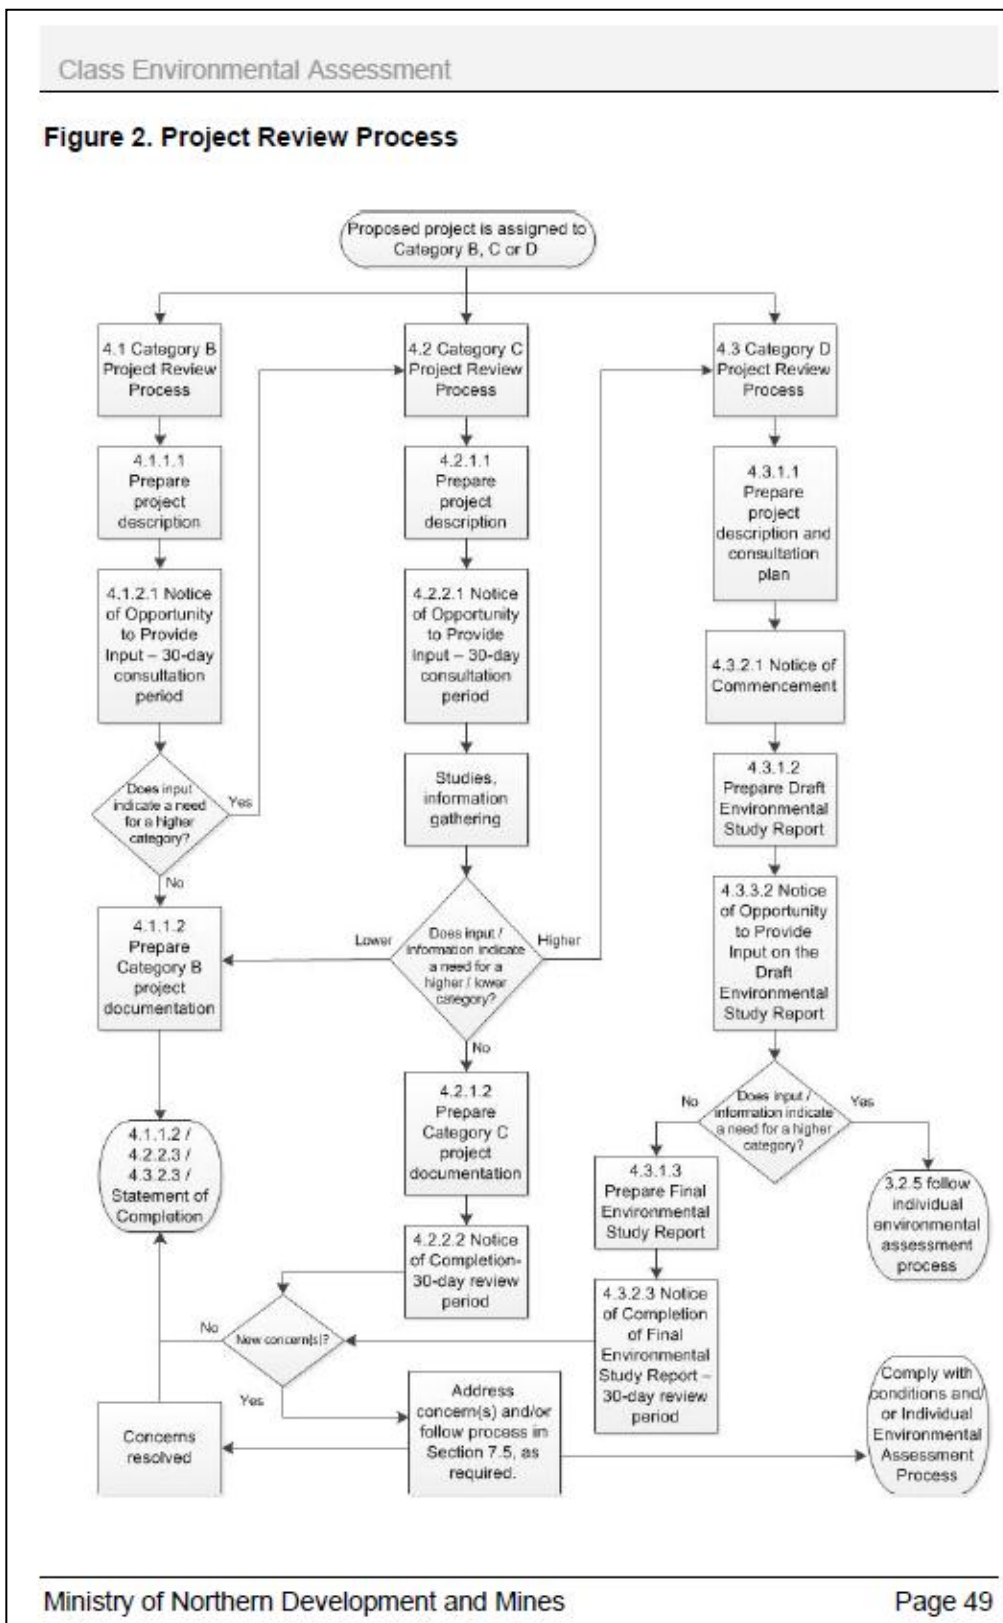 Class Environmental Assessment
Figure 2. Project Review Process
Proposed project is assigned to
Category B, C or D
4.1 Category B
Project Review
Process
4.2 Category C
Project Review
Process
4.3 Category D
Project Review
Process
4.1.1.1
Prepare
project
description
4.2.1.1
Prepare
project
description
4.3.1.1
Prepare
project
description and
consultation
plan
4.1.2.1 Notice
of Opportunity
to Provide
Input – 30-day
consultation
period
4.2.2.1 Notice
of Opportunity
to Provide
Input – 30-day
consultation
period
4.3.2.1 Notice of
Commencement
Does input
indicate a need
for a higher
category?
Yes
No
Studies,
information
gathering
4.3.1.2
Prepare Draft
Environmental
Study Report
4.1.1.2
Prepare
Category B
project
documentation
Lower
Does input /
information indicate
a need for a
higher / lower
category?
Higher
No
4.3.3.2 Notice
of Opportunity
to Provide
Input on the
Draft
Environmental
Study Report
4.2.1.2
Prepare
Category C
project
documentation
No
Does input /
information indicate
a need for a higher
category?
Yes
4.1.1.2 /
4.2.2.3 /
4.3.2.3 /
Statement of
Completion
4.3.1.3
Prepare Final
Environmental
Study Report
3.2.5 follow
individual
environmental
assessment
process
4.2.2.2 Notice
of Completion-
30-day review
period
4.3.2.3 Notice
of Completion
of Final
Environmental
Study Report –
30-day review
period
No
New concern(s)?
Yes
Concerns
resolved
Address
concern(s) and/or
follow process in
Section 7.5, as
required.
Comply with
conditions and/
or Individual
Environmental
Assessment
Process
Ministry of Northern Development and Mines
Page 49